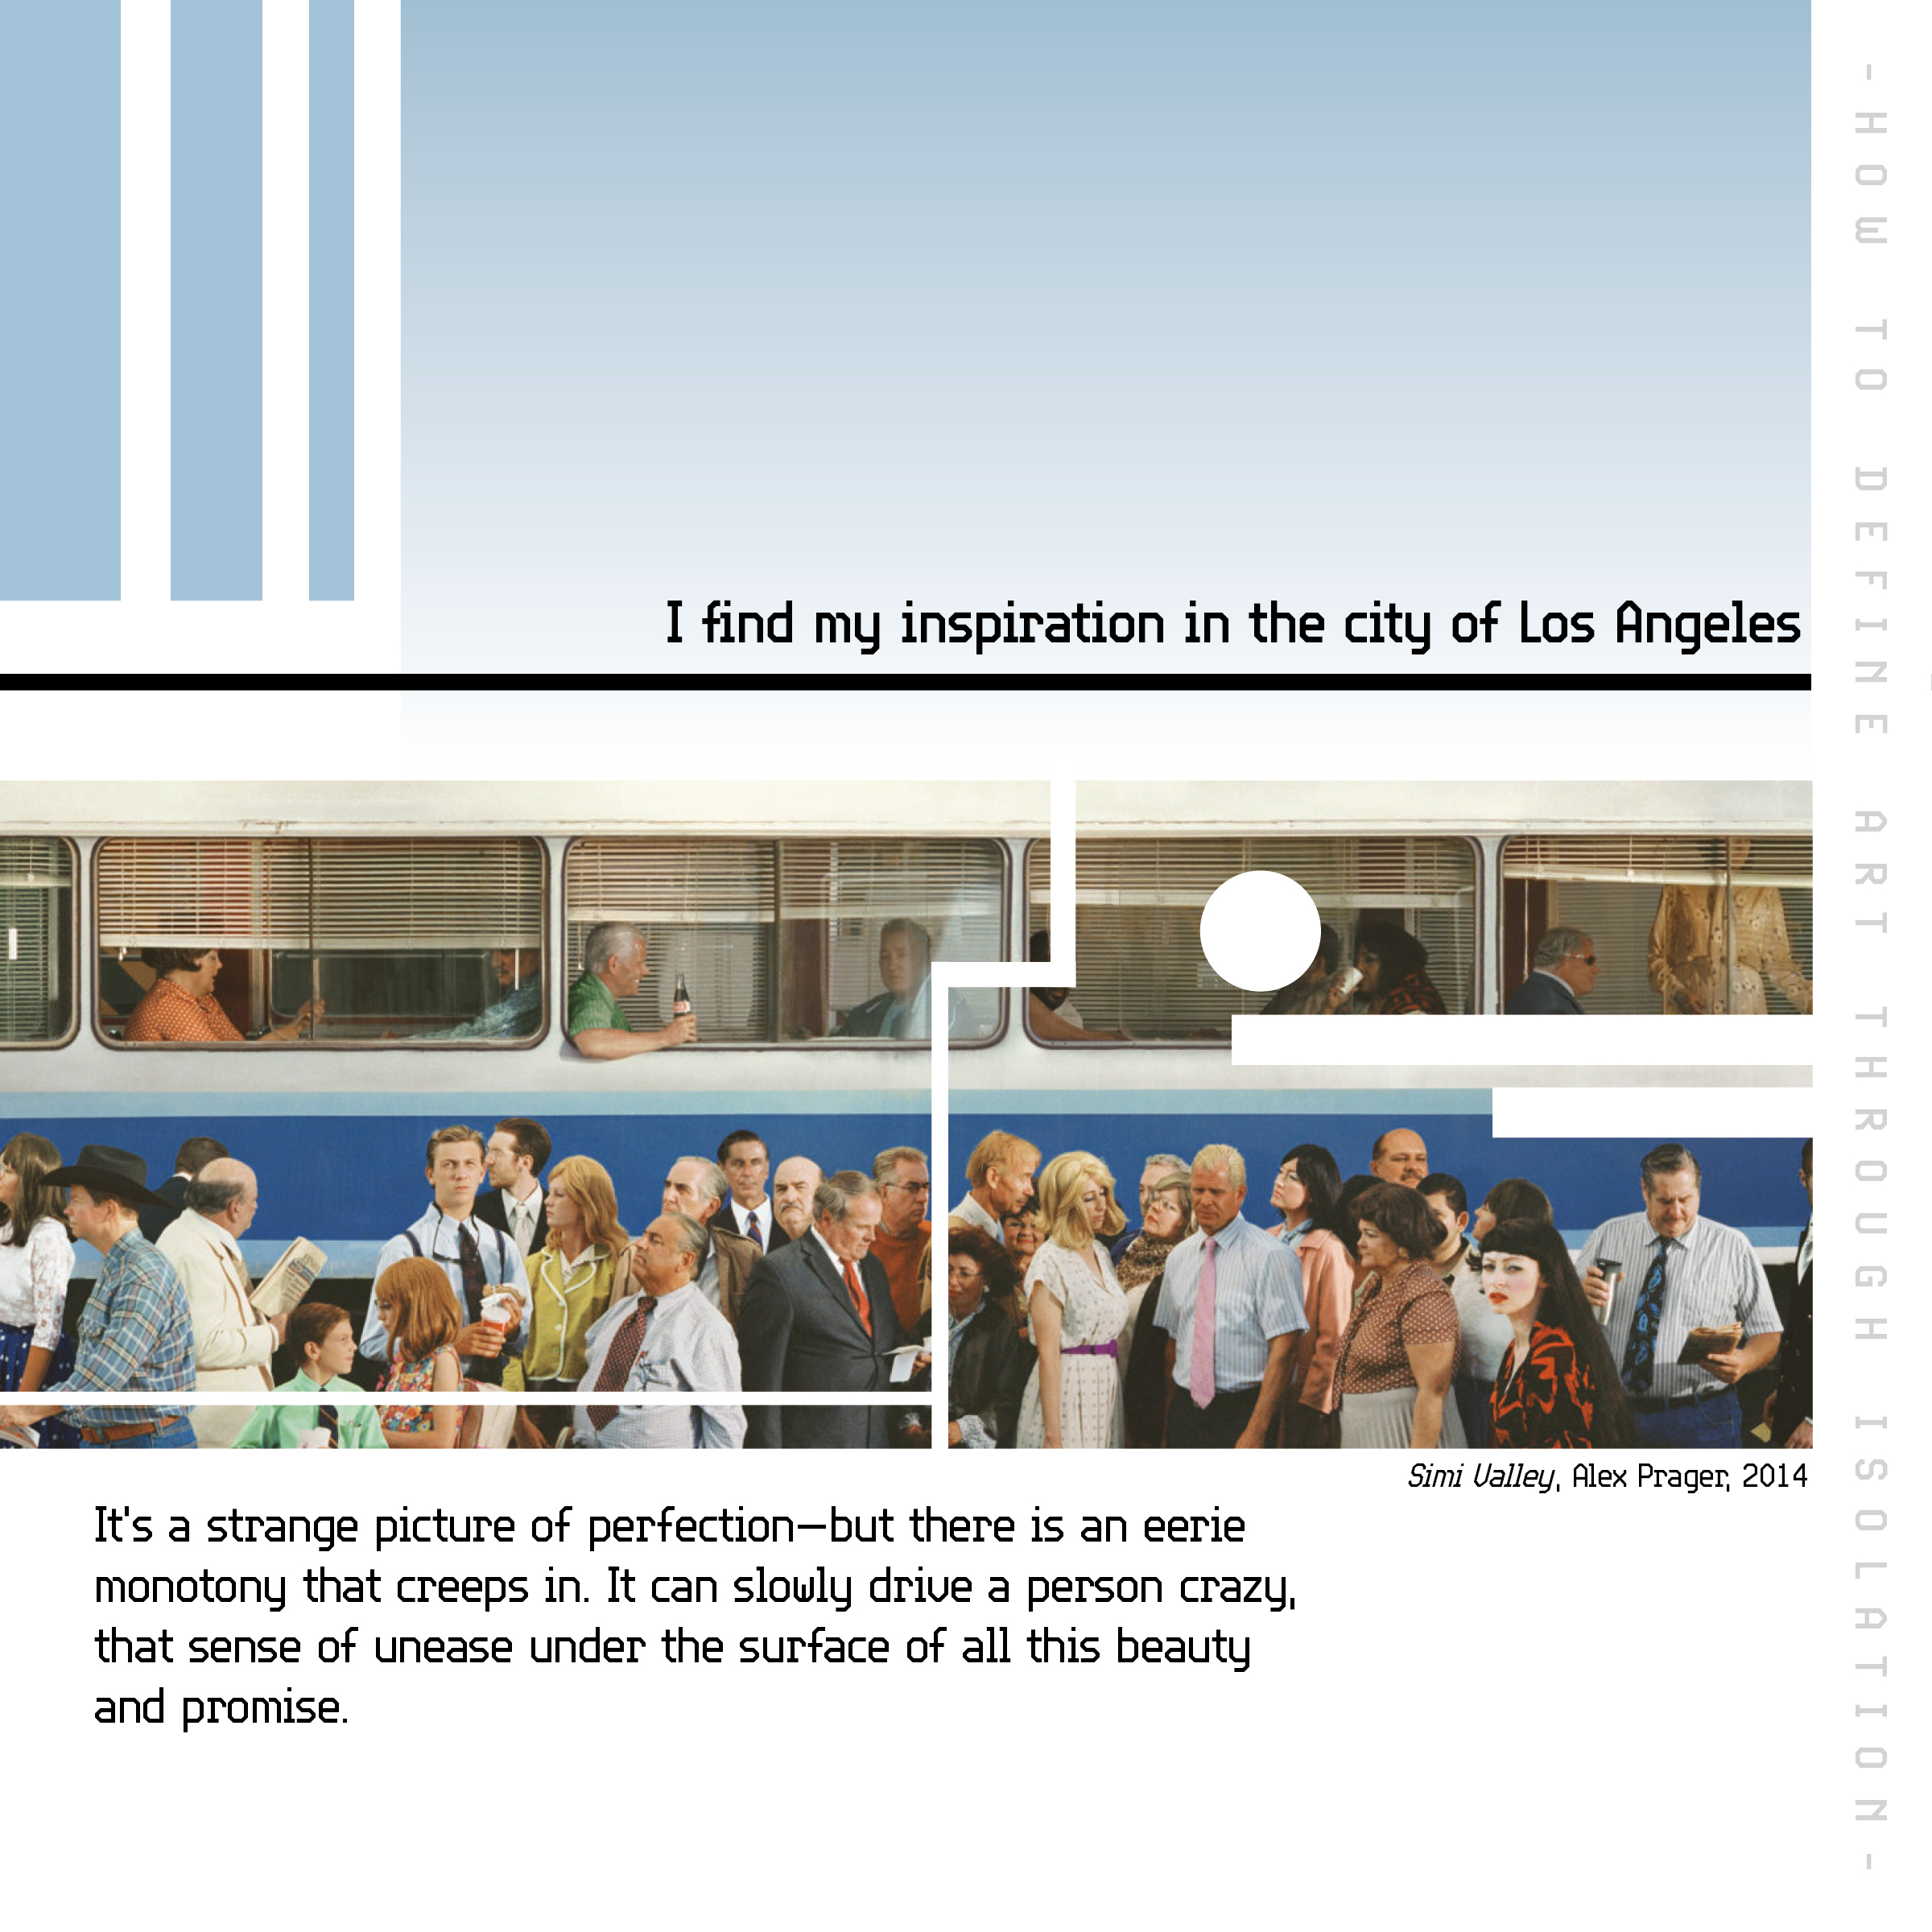 I find my inspiration in the city of Los Angeles
Simi Valley, Alex Prager, 2014
It's a strange picture of perfection—but there is an eerie
monotony that creeps in. It can slowly drive a person crazy,
that sense of unease under the surface of all this beauty
and promise.
- HOW TO DEFINE ART THROUGH ISOLATION -